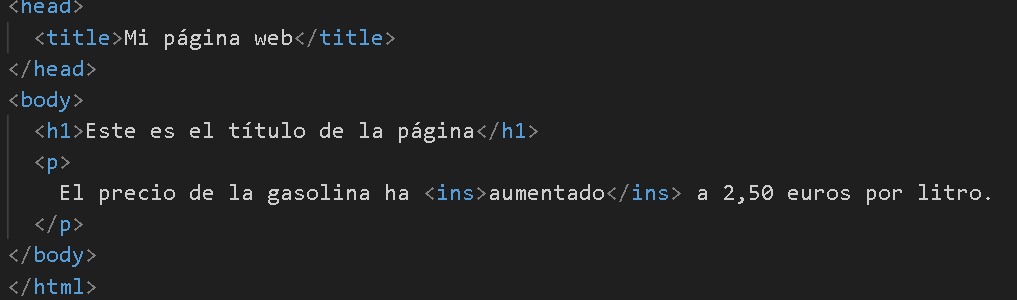 <head>
<title>Mi página web</title>
</head>
<body>
<h1>Este es el título de la página</h1>
<p>
El precio de la gasolina ha <ins>aumentado</ins> a 2,50 euros por litro.
</p>
</body>
</html>